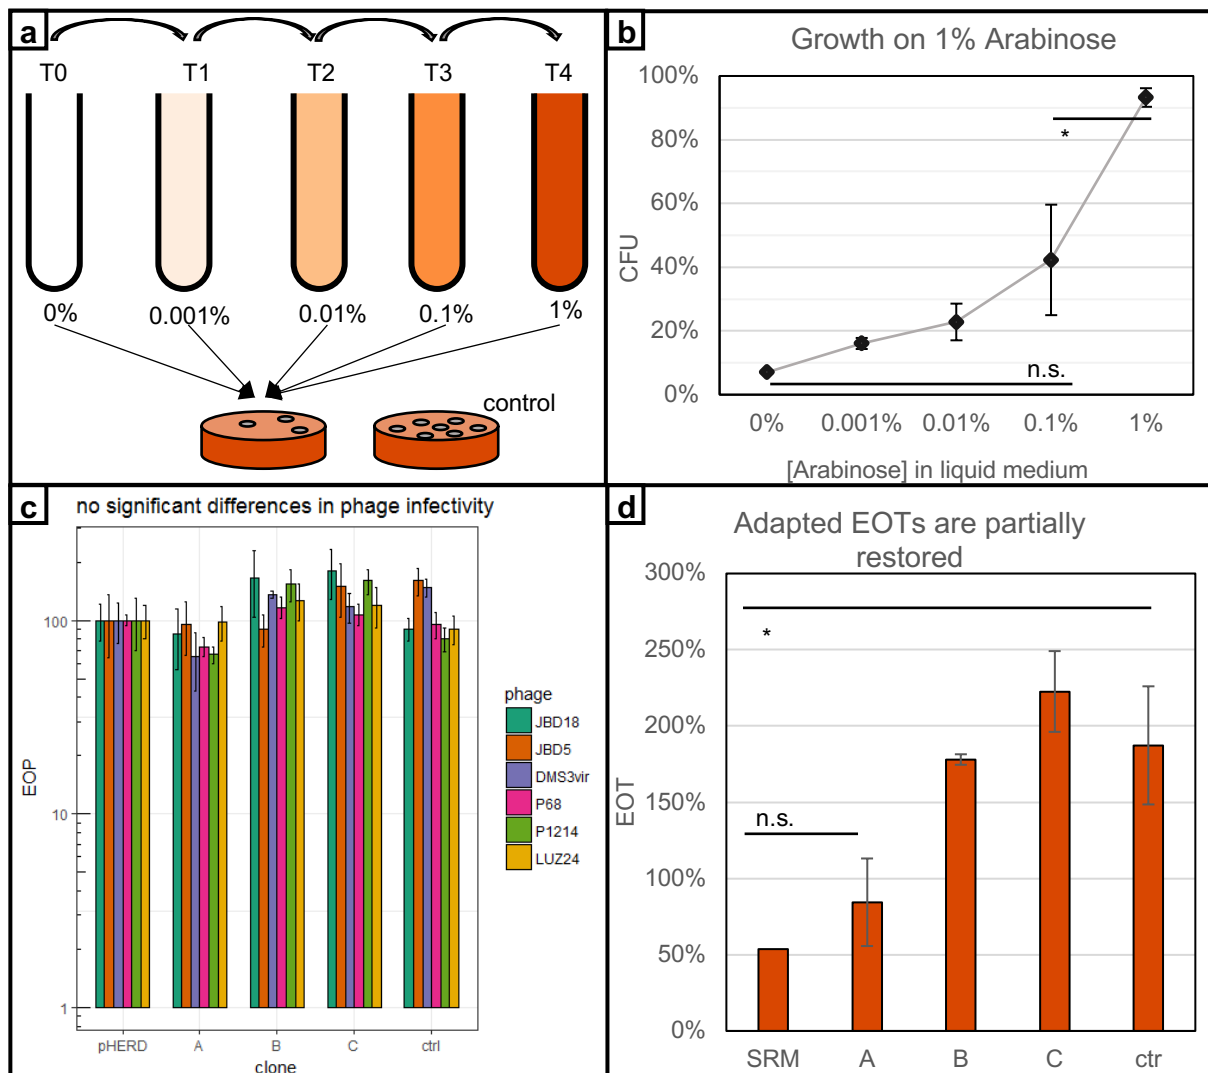 a
T0 T1 T2 T3 T4
0% 0.001% 0.01% 0.1% 1%
control
b
Growth on 1% Arabinose
100%
80%
60%
40%
20%
0%
CFU
*
n.s.
0% 0.001% 0.01% 0.1% 1%
[Arabinose] in liquid medium
c
no significant differences in phage infectivity
100
10
1
EOP
pHERD A B C ctrl
clone
phage
JBD18
JBD5
DMS3vir
P68
P1214
LUZ24
d
Adapted EOTs are partially
restored
300%
250%
200%
150%
100%
50%
0%
EOT
*
n.s.
SRM A B C ctr